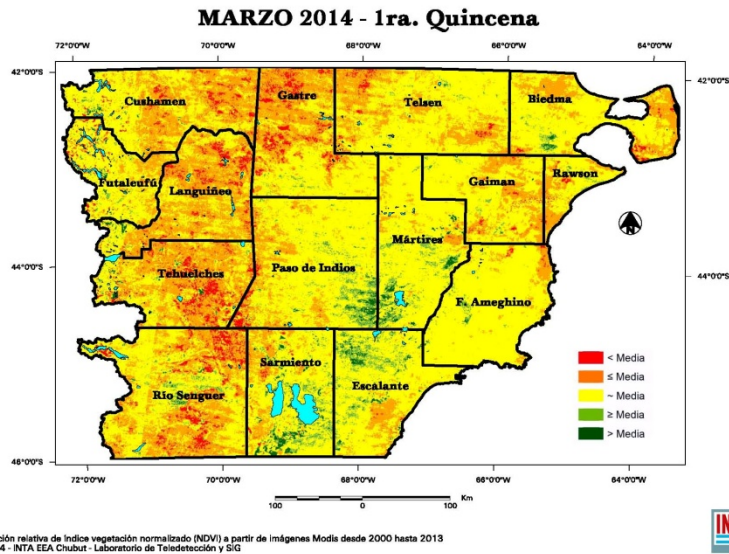 MARZO 2014 - 1ra. Quincena
72°0'0"S 70°0'0"S 68°0'0"S 66°0'0"S 64°0'0"S
42°0'0"S 42°0'0"S
Cushamen Gastre Telsen Biedma
Futaleufú Languiñeo Gaiman Rawson
Mártires
44°0'0"S Tehuelches Paso de Indios 44°0'0"S
F. Ameghino
Río Senguer Sarmiento Escalante
< Media
≤ Media
~ Media
≥ Media
> Media
46°0'0"S
72°0'0"S 70°0'0"S 68°0'0"S 66°0'0"S 64°0'0"S
100 0 100 Km
ción relativa de Indice vegetación normalizado (NDVI) a partir de imágenes Modis desde 2000 hasta 2013
4 - INTA EEA Chubut - Laboratorio de Teledetección y SIG
IN